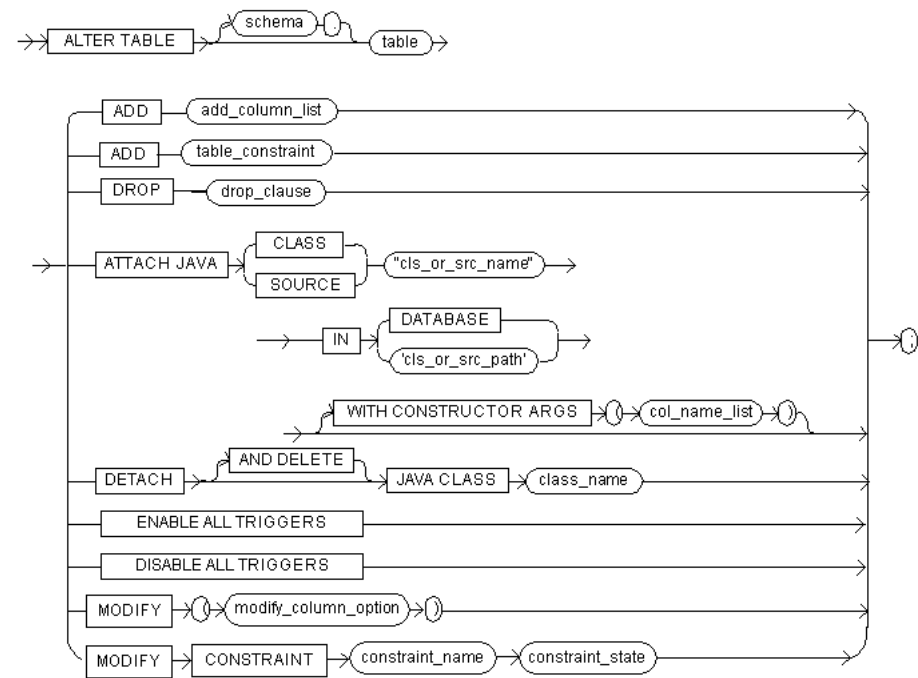 schema .
ALTER TABLE table
ADD add_column_list
ADD table_constraint
DROP drop_clause
CLASS
ATTACH JAVA "cls_or_src_name"
SOURCE
DATABASE
IN
'cls_or_src_path'
;
WITH CONSTRUCTOR ARGS ( col_name_list )
AND DELETE
DETACH JAVA CLASS class_name
ENABLE ALL TRIGGERS
DISABLE ALL TRIGGERS
MODIFY ( modify_column_option )
MODIFY CONSTRAINT constraint_name constraint_state